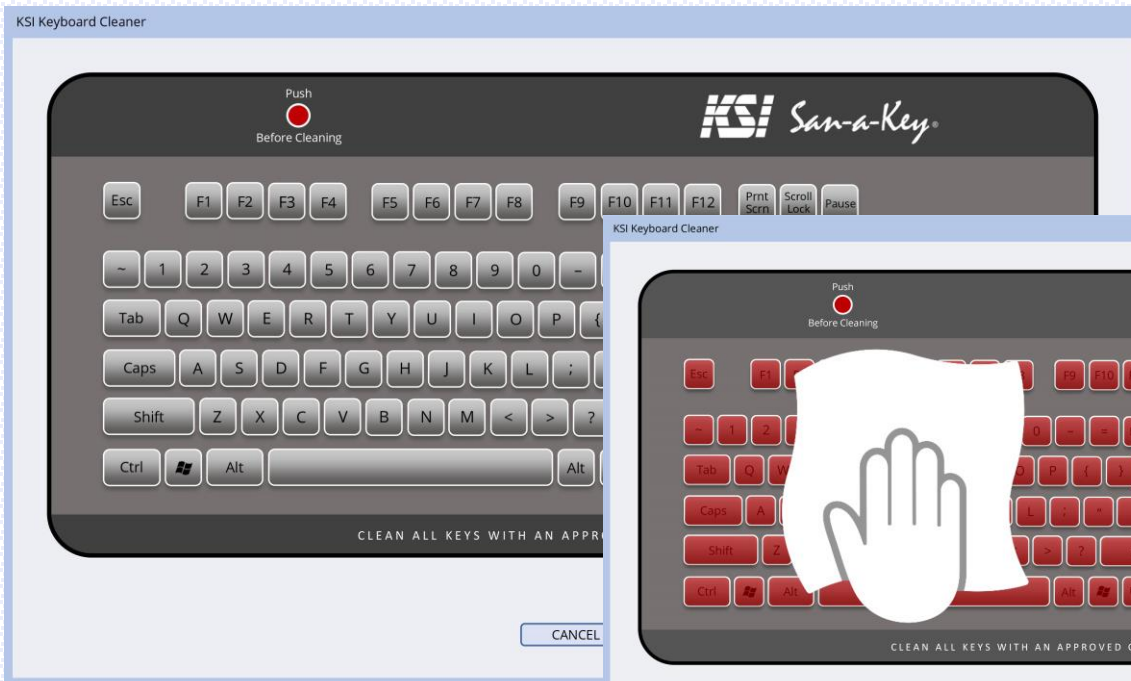 KSI Keyboard Cleaner
Push
Before Cleaning
KSI San-a-Key®
Esc F1 F2 F3 F4 F5 F6 F7 F8 F9 F10 F11 F12 Prnt Scrn Scroll Lock Pause
~ 1 2 3 4 5 6 7 8 9 0 –
Tab Q W E R T Y U I O P {
Caps A S D F G H J K L ;
Shift Z X C V B N M < > ?
Ctrl Alt Alt
CLEAN ALL KEYS WITH AN
CANCEL
KSI Keyboard Cleaner
Push
Before Cleaning
Esc F1 F9 F10
~ 1 2 0 – =
Tab Q P { }
Caps A L ; "
Shift Z > ?
Ctrl Alt Alt
CLEAN ALL KEYS WITH AN APPROVED